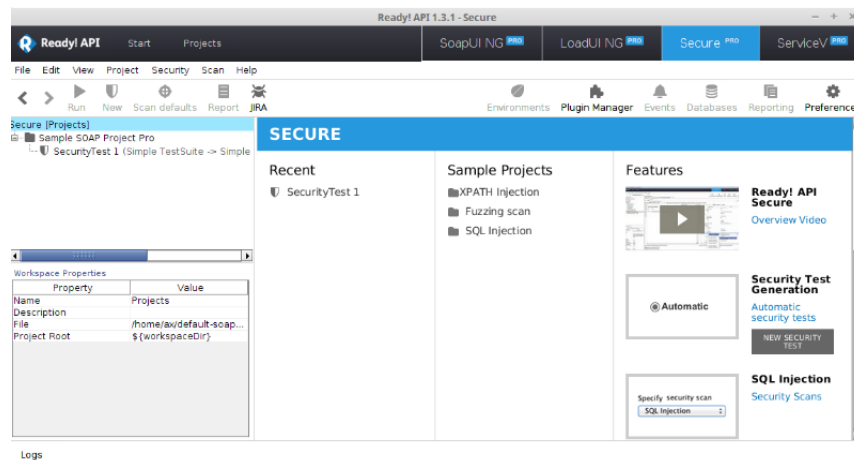 Ready! API 1.3.1 - Secure
Ready! API Start Projects SoapUI NG PRO LoadUI NG PRO Secure PRO ServiceV PRO
File Edit View Project Security Scan Help
Run New Scan defaults Report JIRA Environments Plugin Manager Events Databases Reporting Preference
Secure [Projects]
Sample SOAP Project Pro
SecurityTest 1 (Simple TestSuite -> Simple
SECURE
Recent
SecurityTest 1
Sample Projects
XPATH Injection
Fuzzing scan
SQL Injection
Features
Ready! API
Secure
Overview Video
Automatic
Security Test
Generation
Automatic
security tests
NEW SECURITY
TEST
Specify security scan
SQL Injection
SQL Injection
Security Scans
Workspace Properties
Property Value
Name Projects
Description
File /home/ax/default-soap...
Project Root ${workspaceDir}
Logs